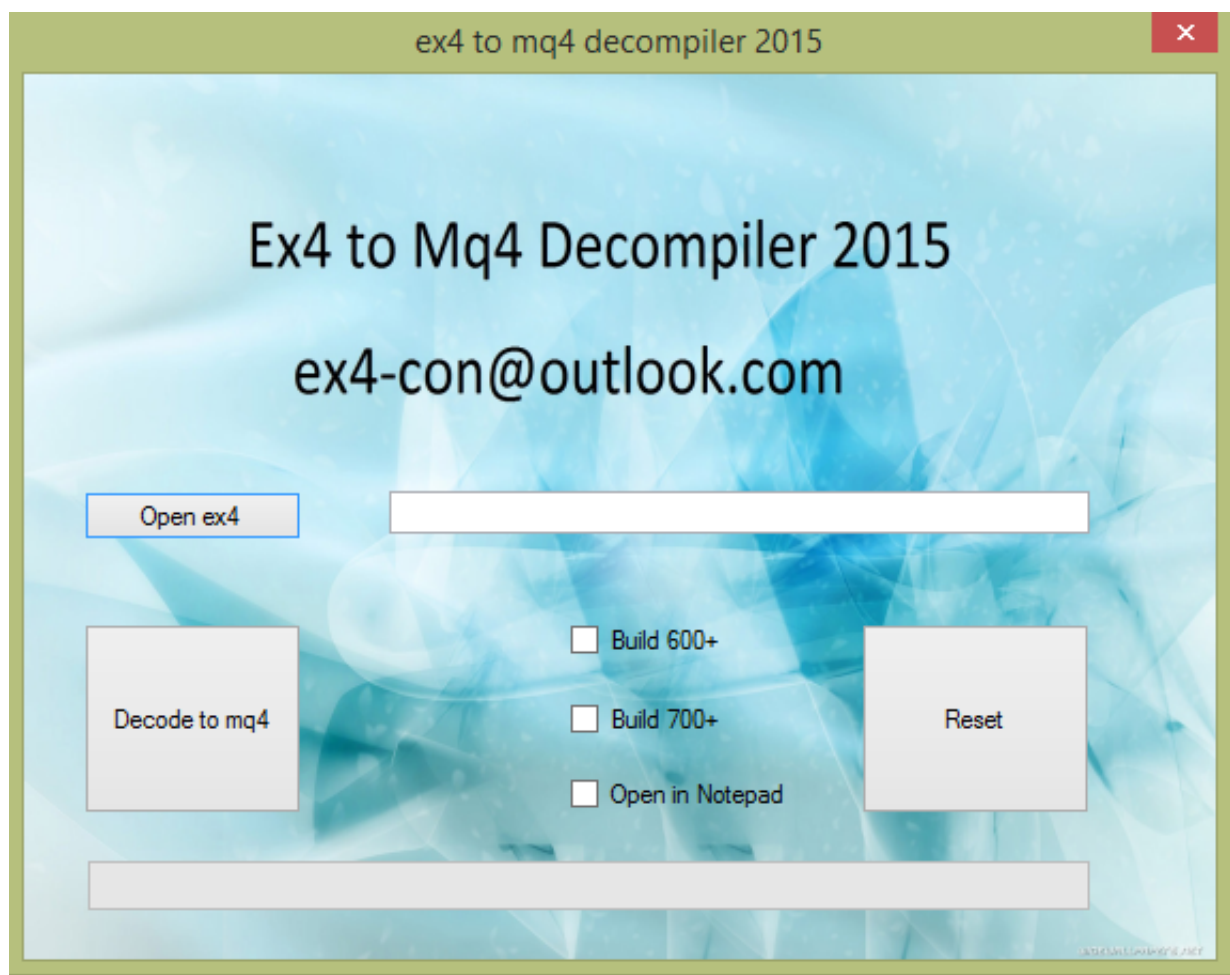 ex4 to mq4 decompiler 2015
Ex4 to Mq4 Decompiler 2015
ex4-con@outlook.com
Open ex4
Build 600+
Decode to mq4
Build 700+
Reset
Open in Notepad